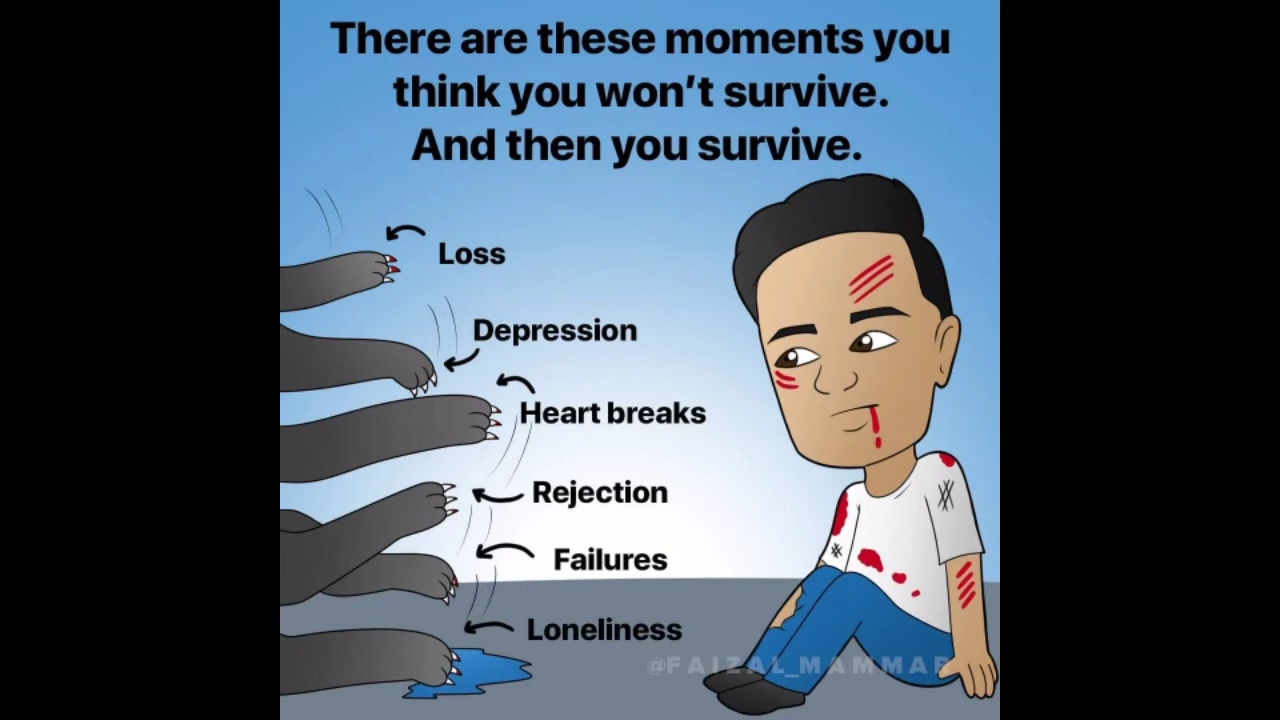 There are these moments you
think you won't survive.
And then you survive.
Loss
Depression
Heart breaks
Rejection
Failures
Loneliness
@FAIZAL_MAMMAR